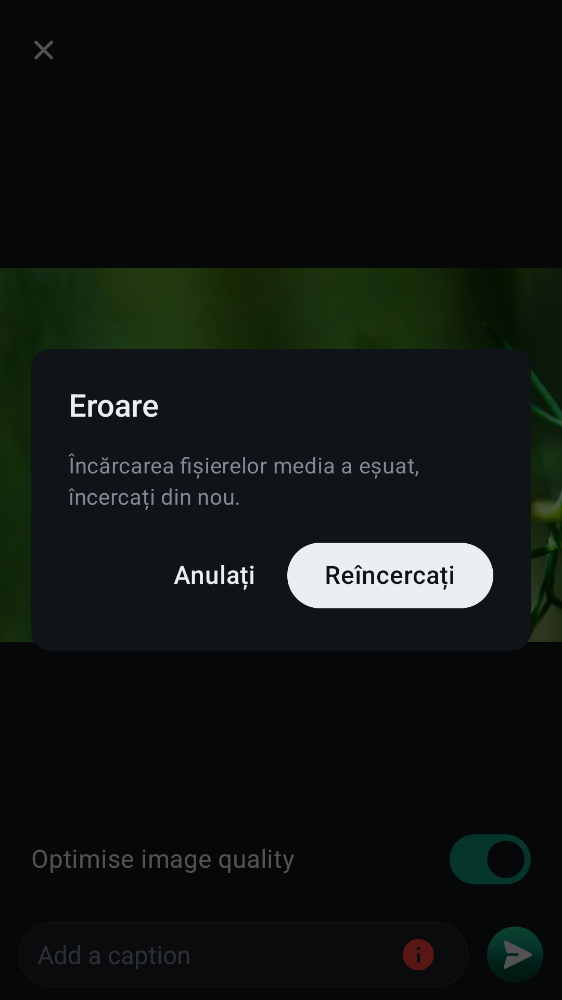 Eroare
Încărcarea fișierelor media a eșuat,
încercați din nou.
Anulați
Reîncercați
Optimise image quality
Add a caption